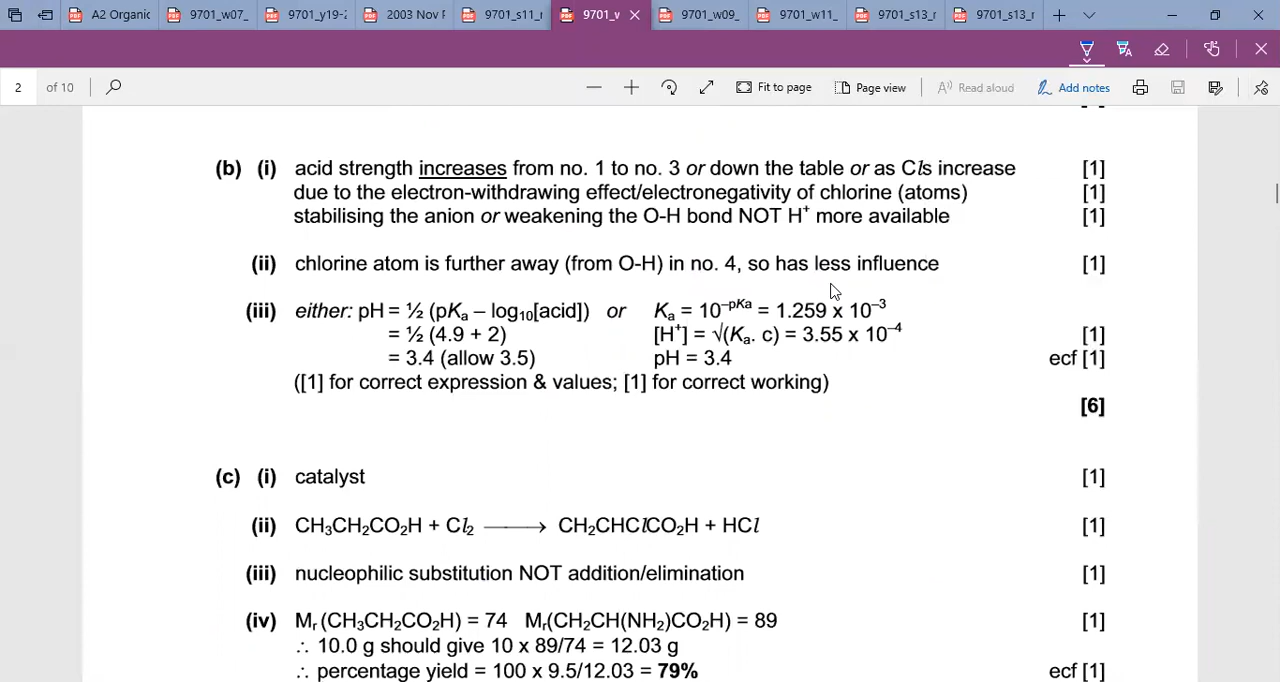 A2 Organic 9701_w07_ 9701_y19-2 2003 Nov P 9701_s11_r 9701_w 9701_w09_ 9701_w11_ 9701_s13_r 9701_s13_r
2 of 10 Fit to page Page view Read aloud Add notes
(b) (i) acid strength increases from no. 1 to no. 3 or down the table or as Cls increase [1]
due to the electron-withdrawing effect/electronegativity of chlorine (atoms) [1]
stabilising the anion or weakening the O-H bond NOT H⁺ more available [1]
(ii) chlorine atom is further away (from O-H) in no. 4, so has less influence [1]
(iii) either: pH = ½ (pKₐ – log₁₀[acid]) or Kₐ = 10^–pKa = 1.259 x 10⁻³
= ½ (4.9 + 2) [H⁺] = √(Kₐ. c) = 3.55 x 10⁻⁴ [1]
= 3.4 (allow 3.5) pH = 3.4 ecf [1]
([1] for correct expression & values; [1] for correct working)
[6]
(c) (i) catalyst [1]
(ii) CH₃CH₂CO₂H + Cl₂ ⟶ CH₂CHClCO₂H + HCl [1]
(iii) nucleophilic substitution NOT addition/elimination [1]
(iv) Mᵣ (CH₃CH₂CO₂H) = 74 Mᵣ(CH₂CH(NH₂)CO₂H) = 89 [1]
∴ 10.0 g should give 10 x 89/74 = 12.03 g
∴ percentage yield = 100 x 9.5/12.03 = 79% ecf [1]